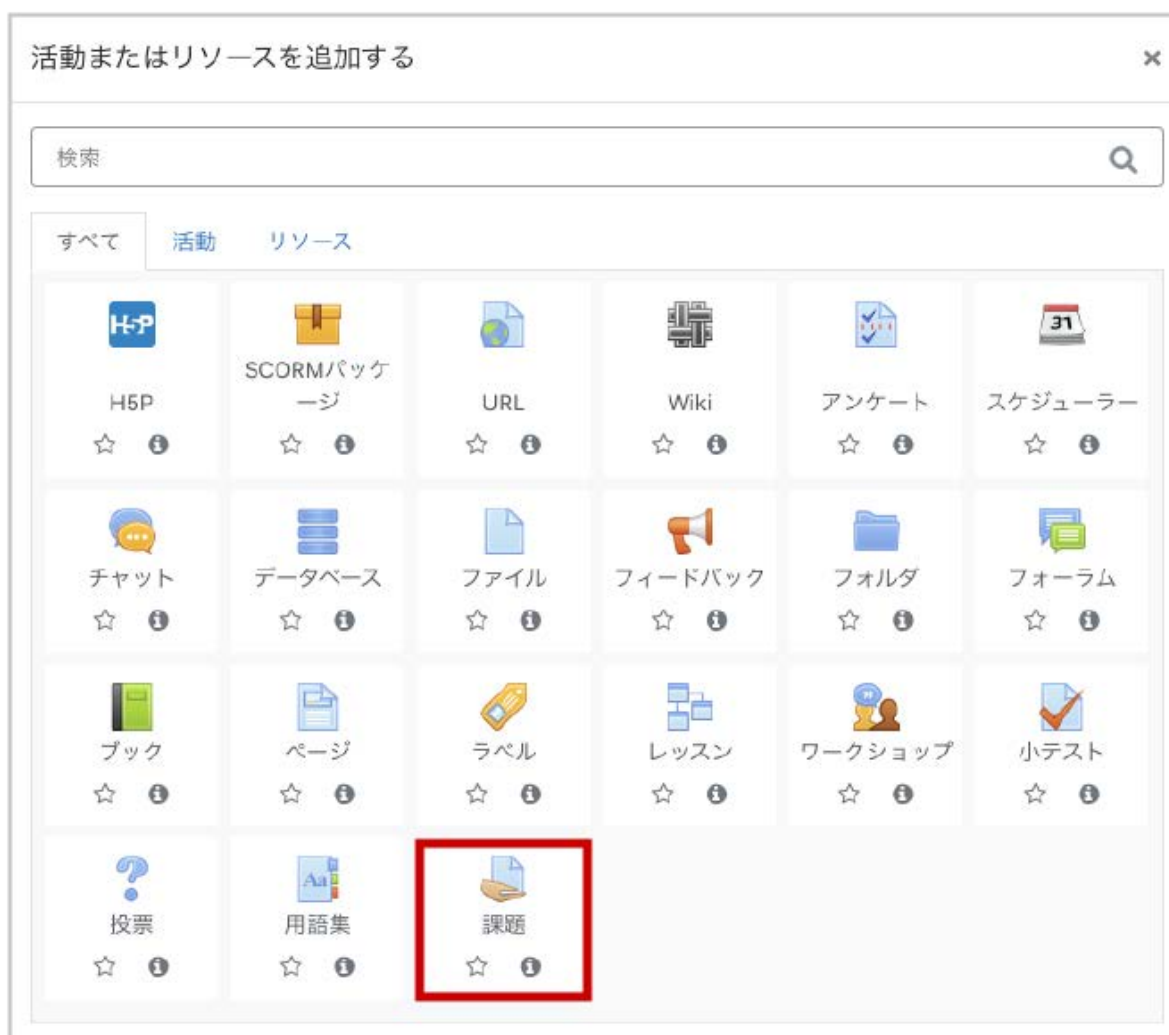 活動またはリソースを追加する ×
検索
すべて 活動 リソース
H5P
31
SCORMパッケ
H5P ージ URL Wiki アンケート スケジューラー
チャット データベース ファイル フィードバック フォルダ フォーラム
ブック ページ ラベル レッスン ワークショップ 小テスト
?
Aa
投票 用語集 課題